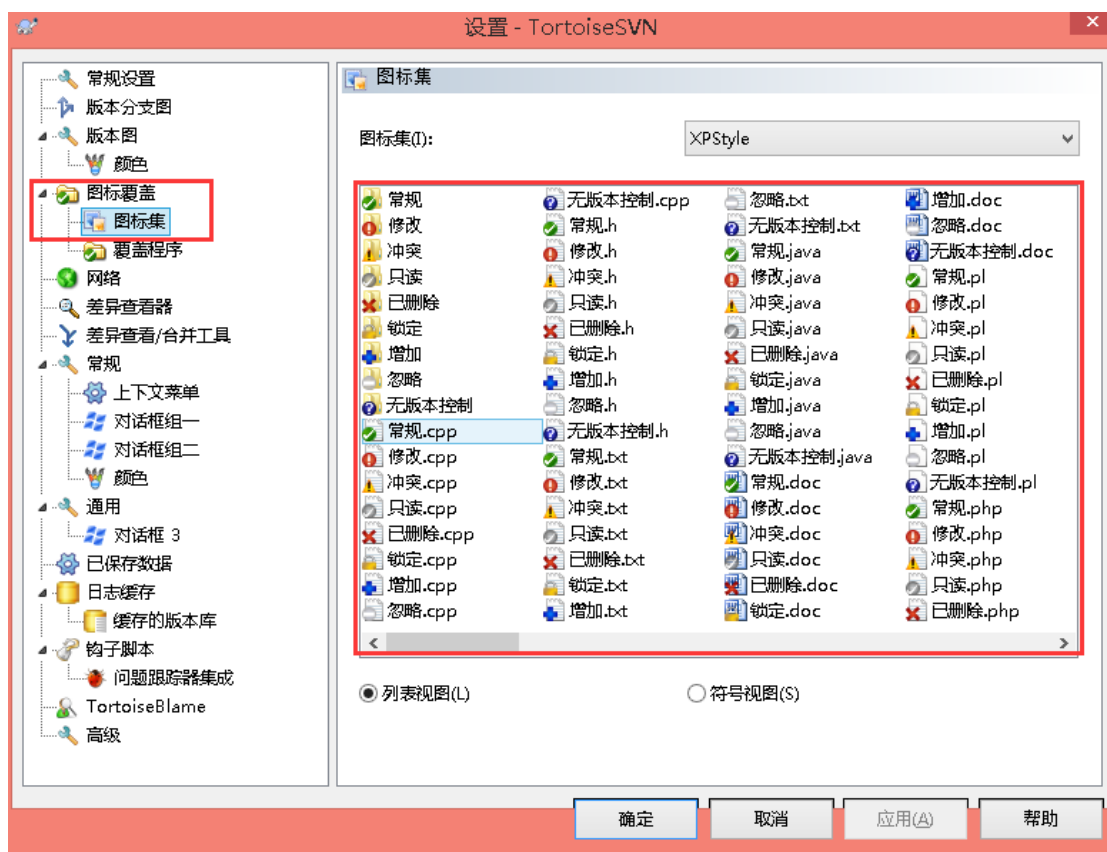 设置 - TortoiseSVN
常规设置
版本分支图
版本图
颜色
图标覆盖
图标集
覆盖程序
网络
差异查看器
差异查看/合并工具
常规
上下文菜单
对话框组一
对话框组二
颜色
通用
对话框 3
已保存数据
日志缓存
缓存的版本库
钩子脚本
问题跟踪器集成
TortoiseBlame
高级
图标集
图标集(I): XPStyle
常规 无版本控制.cpp 忽略.txt 增加.doc
修改 常规.h 无版本控制.txt 忽略.doc
冲突 修改.h 常规.java 无版本控制.doc
只读 冲突.h 修改.java 常规.pl
已删除 只读.h 冲突.java 修改.pl
锁定 已删除.h 只读.java 冲突.pl
增加 锁定.h 已删除.java 只读.pl
忽略 增加.h 锁定.java 已删除.pl
无版本控制 忽略.h 增加.java 锁定.pl
常规.cpp 无版本控制.h 忽略.java 增加.pl
修改.cpp 常规.txt 无版本控制.java 忽略.pl
冲突.cpp 修改.txt 常规.doc 无版本控制.pl
只读.cpp 冲突.txt 修改.doc 常规.php
已删除.cpp 只读.txt 冲突.doc 修改.php
锁定.cpp 已删除.txt 只读.doc 冲突.php
增加.cpp 锁定.txt 已删除.doc 只读.php
忽略.cpp 增加.txt 锁定.doc 已删除.php
列表视图(L) 符号视图(S)
确定 取消 应用(A) 帮助